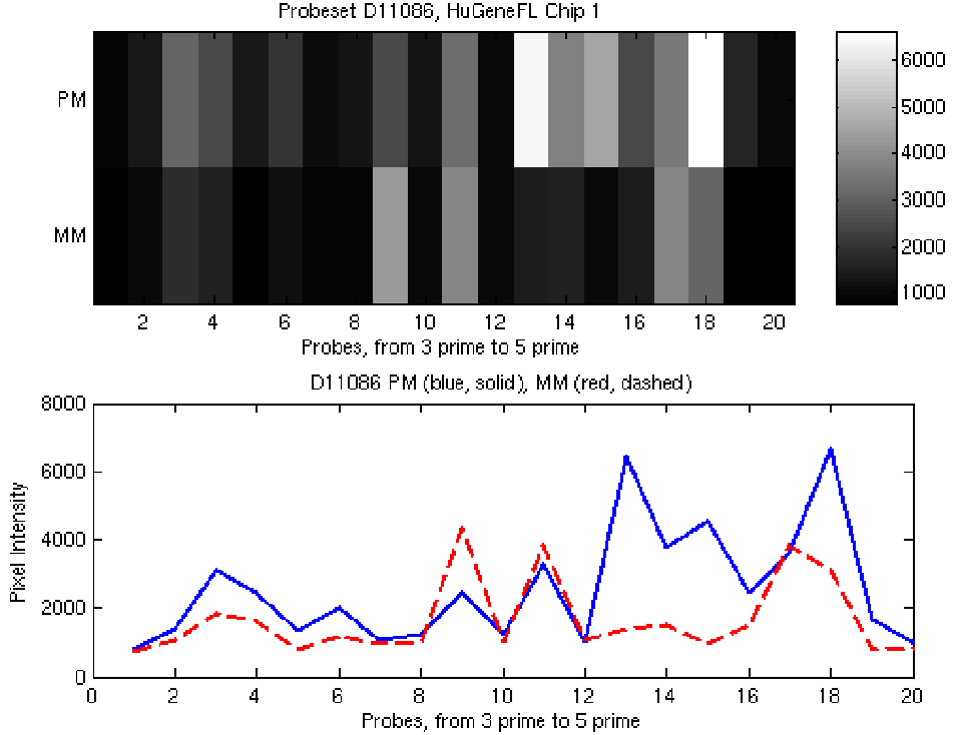 Probeset D11086, HuGeneFL Chip 1
PM
MM
2 4 6 8 10 12 13 14 16 18 20
Probes, from 3 prime to 5 prime
6000
5000
4000
3000
2000
1000
D11086 PM (blue, solid), MM (red, dashed)
Pixel Intensity
8000
6000
4000
2000
0
0 2 4 6 8 10 12 14 16 18 20
Probes, from 3 prime to 5 prime